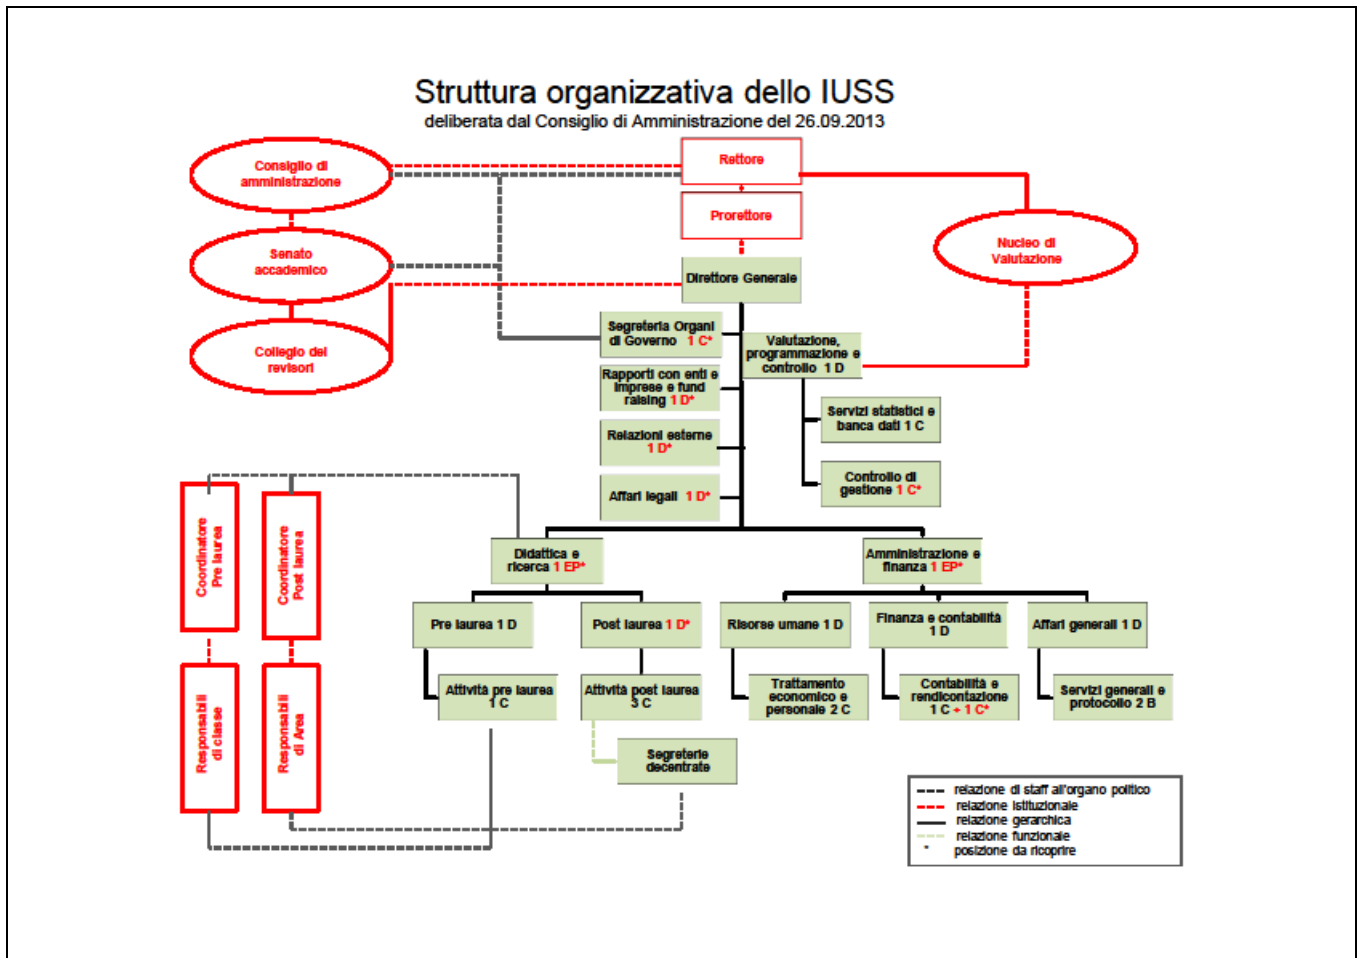 Struttura organizzativa dello IUSS
deliberata dal Consiglio di Amministrazione del 26.09.2013
Consiglio di
amministrazione
Rettore
Prorettore
Senato
accademico
Nucleo di
Valutazione
Direttore Generale
Collegio dei
revisori
Segreteria Organi
di Governo 1 C*
Valutazione,
programmazione e
controllo 1 D
Rapporti con enti e
imprese e fund
raising 1 D*
Servizi statistici e
banca dati 1 C
Relazioni esterne
1 D*
Controllo di
gestione 1 C*
Affari legali 1 D*
Coordinatore
Pre laurea
Coordinatore
Post laurea
Didattica e
ricerca 1 EP*
Amministrazione e
finanza 1 EP*
Pre laurea 1 D
Post laurea 1 D*
Risorse umane 1 D
Finanza e contabilità
1 D
Affari generali 1 D
Responsabili
di classe
Responsabili
di Area
Attività pre laurea
1 C
Attività post laurea
3 C
Trattamento
economico e
personale 2 C
Contabilità e
rendicontazione
1 C + 1 C*
Servizi generali e
protocollo 2 B
Segreterie
decentrate
relazione di staff all'organo politico
relazione istituzionale
relazione gerarchica
relazione funzionale
* posizione da ricoprire